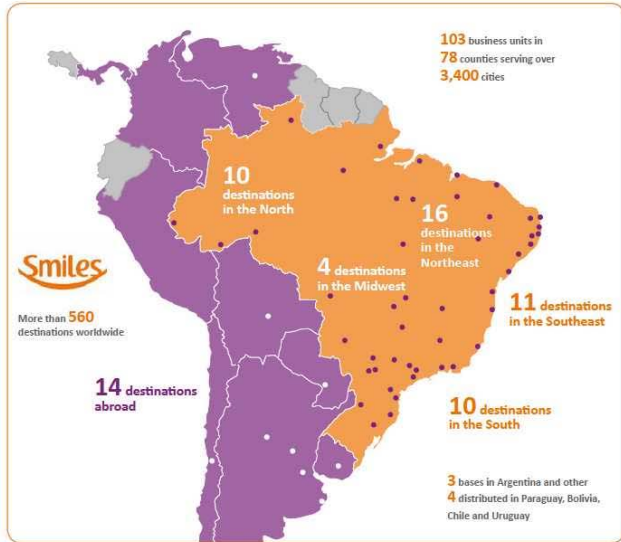 103 business units in
78 counties serving over
3,400 cities
10
destinations
in the North
16
destinations
in the
Northeast
4 destinations
in the Midwest
Smiles
More than 560
destinations worldwide
11 destinations
in the Southeast
14 destinations
abroad
10 destinations
in the South
3 bases in Argentina and other
4 distributed in Paraguay, Bolivia,
Chile and Uruguay